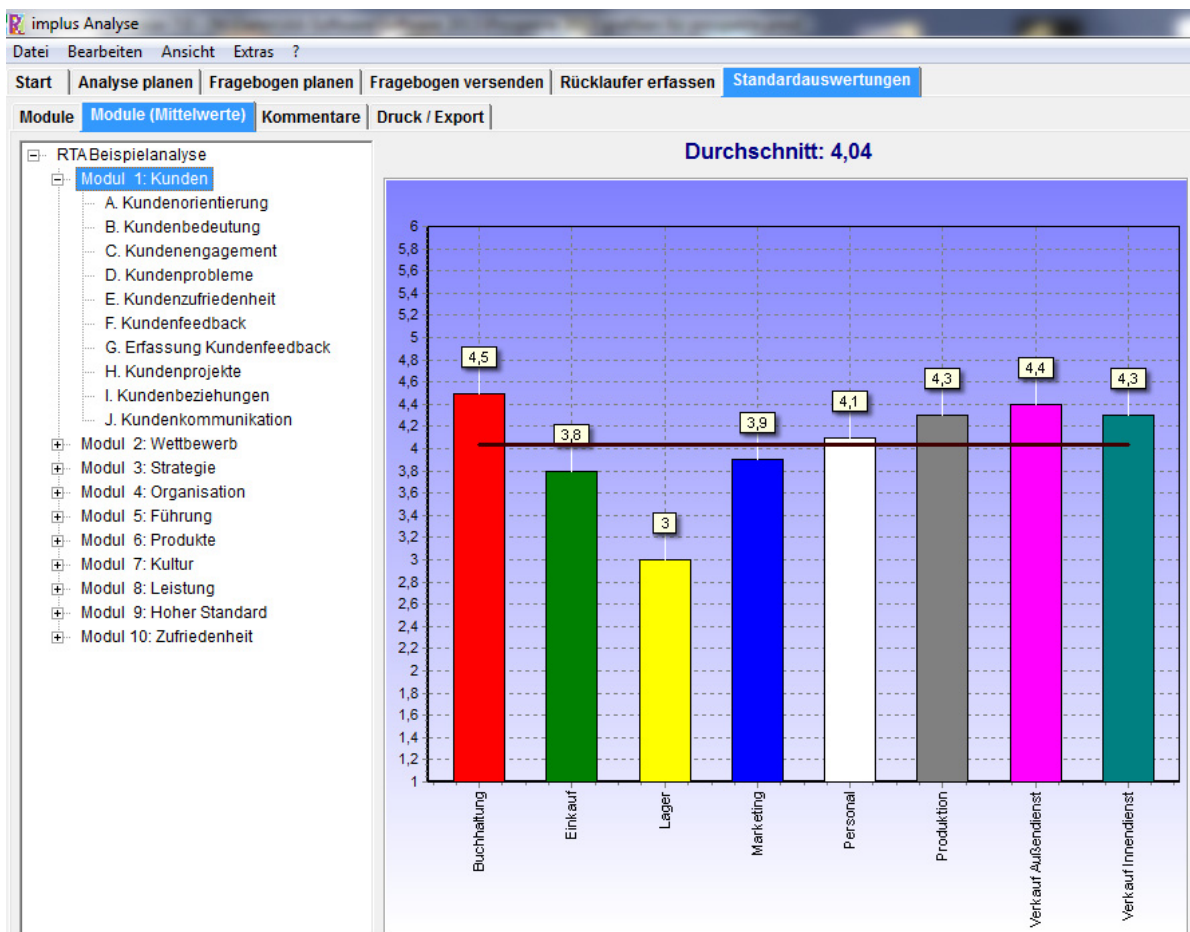 implus Analyse
Datei Bearbeiten Ansicht Extras ?
Start Analyse planen Fragebogen planen Fragebogen versenden Rücklaufer erfassen Standardauswertungen
Module Module (Mittelwerte) Kommentare Druck / Export
RTA Beispielanalyse
Modul 1: Kunden
A. Kundenorientierung
B. Kundenbedeutung
C. Kundenengagement
D. Kundenprobleme
E. Kundenzufriedenheit
F. Kundenfeedback
G. Erfassung Kundenfeedback
H. Kundenprojekte
I. Kundenbeziehungen
J. Kundenkommunikation
Modul 2: Wettbewerb
Modul 3: Strategie
Modul 4: Organisation
Modul 5: Führung
Modul 6: Produkte
Modul 7: Kultur
Modul 8: Leistung
Modul 9: Hoher Standard
Modul 10: Zufriedenheit
Durchschnitt: 4,04
6
5,8
5,6
5,4
5,2
5
4,8
4,6
4,4
4,2
4
3,8
3,6
3,4
3,2
3
2,8
2,6
2,4
2,2
2
1,8
1,6
1,4
1,2
1
4,5
3,8
3
3,9
4,1
4,3
4,4
4,3
Buchhaltung
Einkauf
Lager
Marketing
Personal
Produktion
Verkauf Außendienst
Verkauf Innendienst